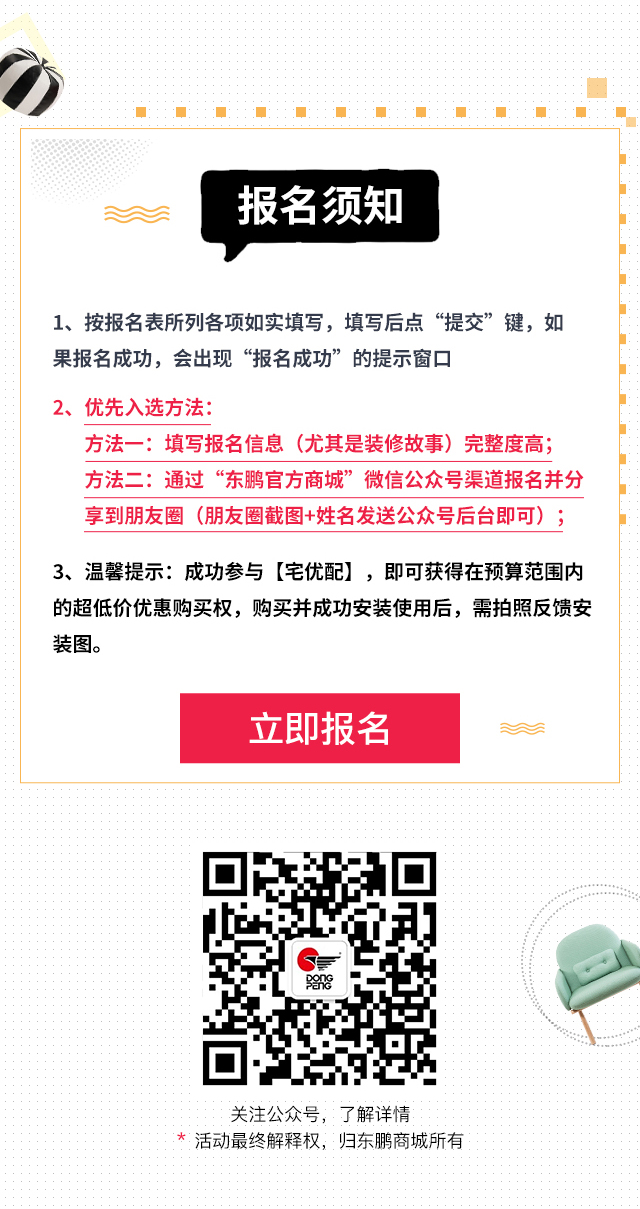 报名须知
1、按报名表所列各项如实填写，填写后点“提交”键，如
果报名成功，会出现“报名成功”的提示窗口
2、优先入选方法：
方法一：填写报名信息（尤其是装修故事）完整度高；
方法二：通过“东鹏官方商城”微信公众号渠道报名并分
享到朋友圈（朋友圈截图+姓名发送公众号后台即可）；
3、温馨提示：成功参与【宅优配】，即可获得在预算范围内
的超低价优惠购买权，购买并成功安装使用后，需拍照反馈安
装图。
立即报名
DONG
PENG
关注公众号，了解详情
* 活动最终解释权，归东鹏商城所有